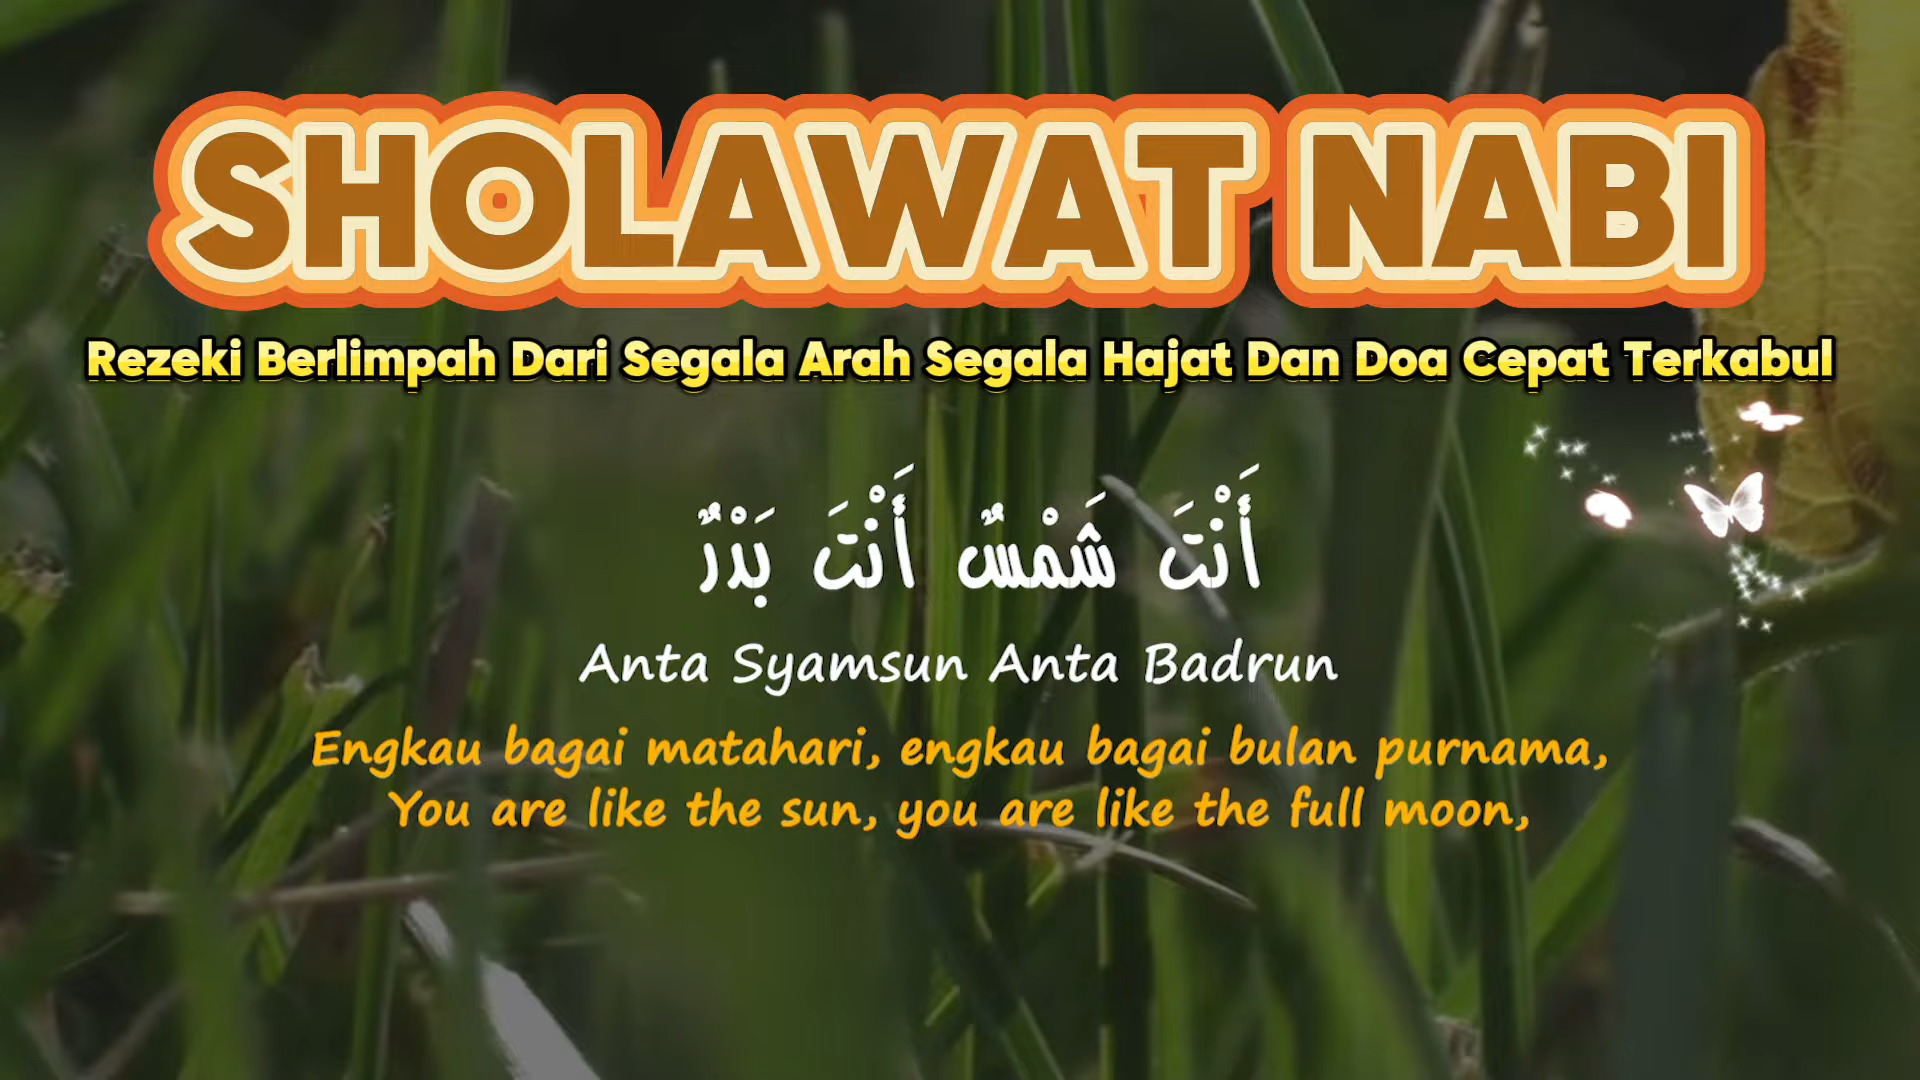 SHOLAWAT NABI
Rezeki Berlimpah Dari Segala Arah Segala Hajat Dan Doa Cepat Terkabul
أَنْتَ شَمْسٌ أَنْتَ بَدْرٌ
Anta Syamsun Anta Badrun
Engkau bagai matahari, engkau bagai bulan purnama,
You are like the sun, you are like the full moon,